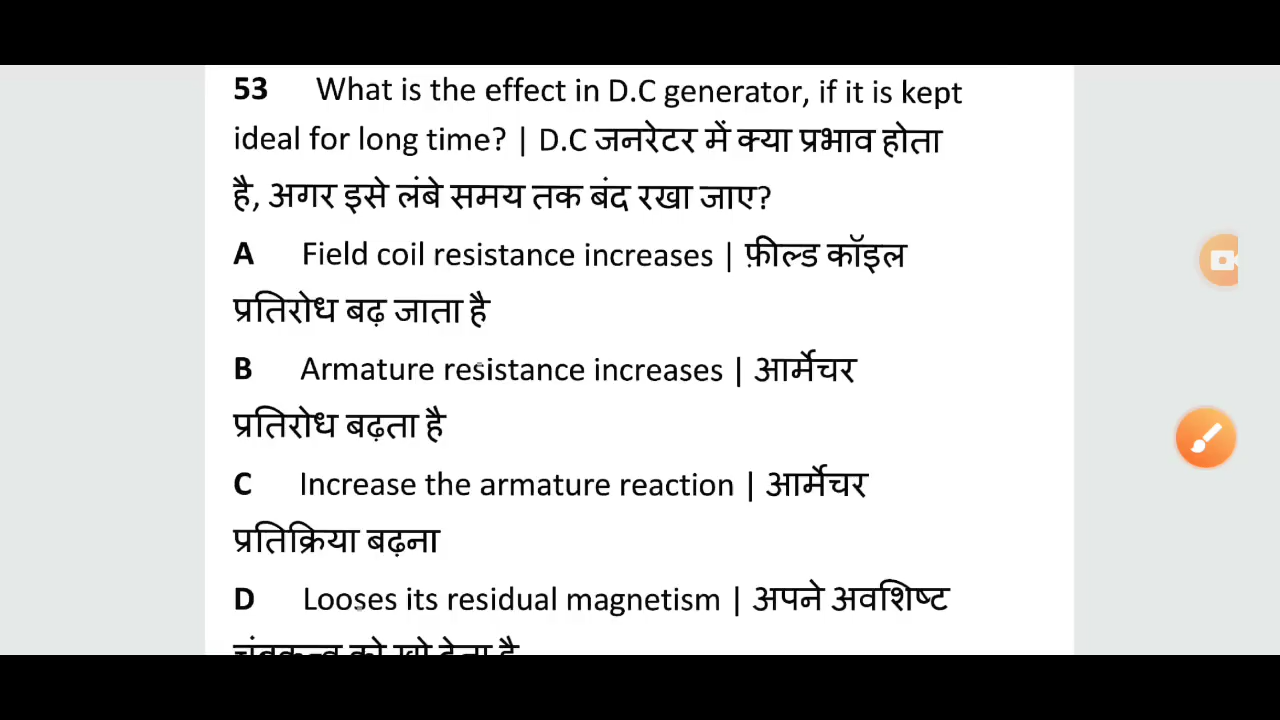 53 What is the effect in D.C generator, if it is kept
ideal for long time? | D.C जनरेटर में क्या प्रभाव होता
है, अगर इसे लंबे समय तक बंद रखा जाए?
A Field coil resistance increases | फ़ील्ड कॉइल
प्रतिरोध बढ़ जाता है
B Armature resistance increases | आर्मेचर
प्रतिरोध बढ़ता है
C Increase the armature reaction | आर्मेचर
प्रतिक्रिया बढ़ना
D Looses its residual magnetism | अपने अवशिष्ट
चुंबकत्व को खो देता है